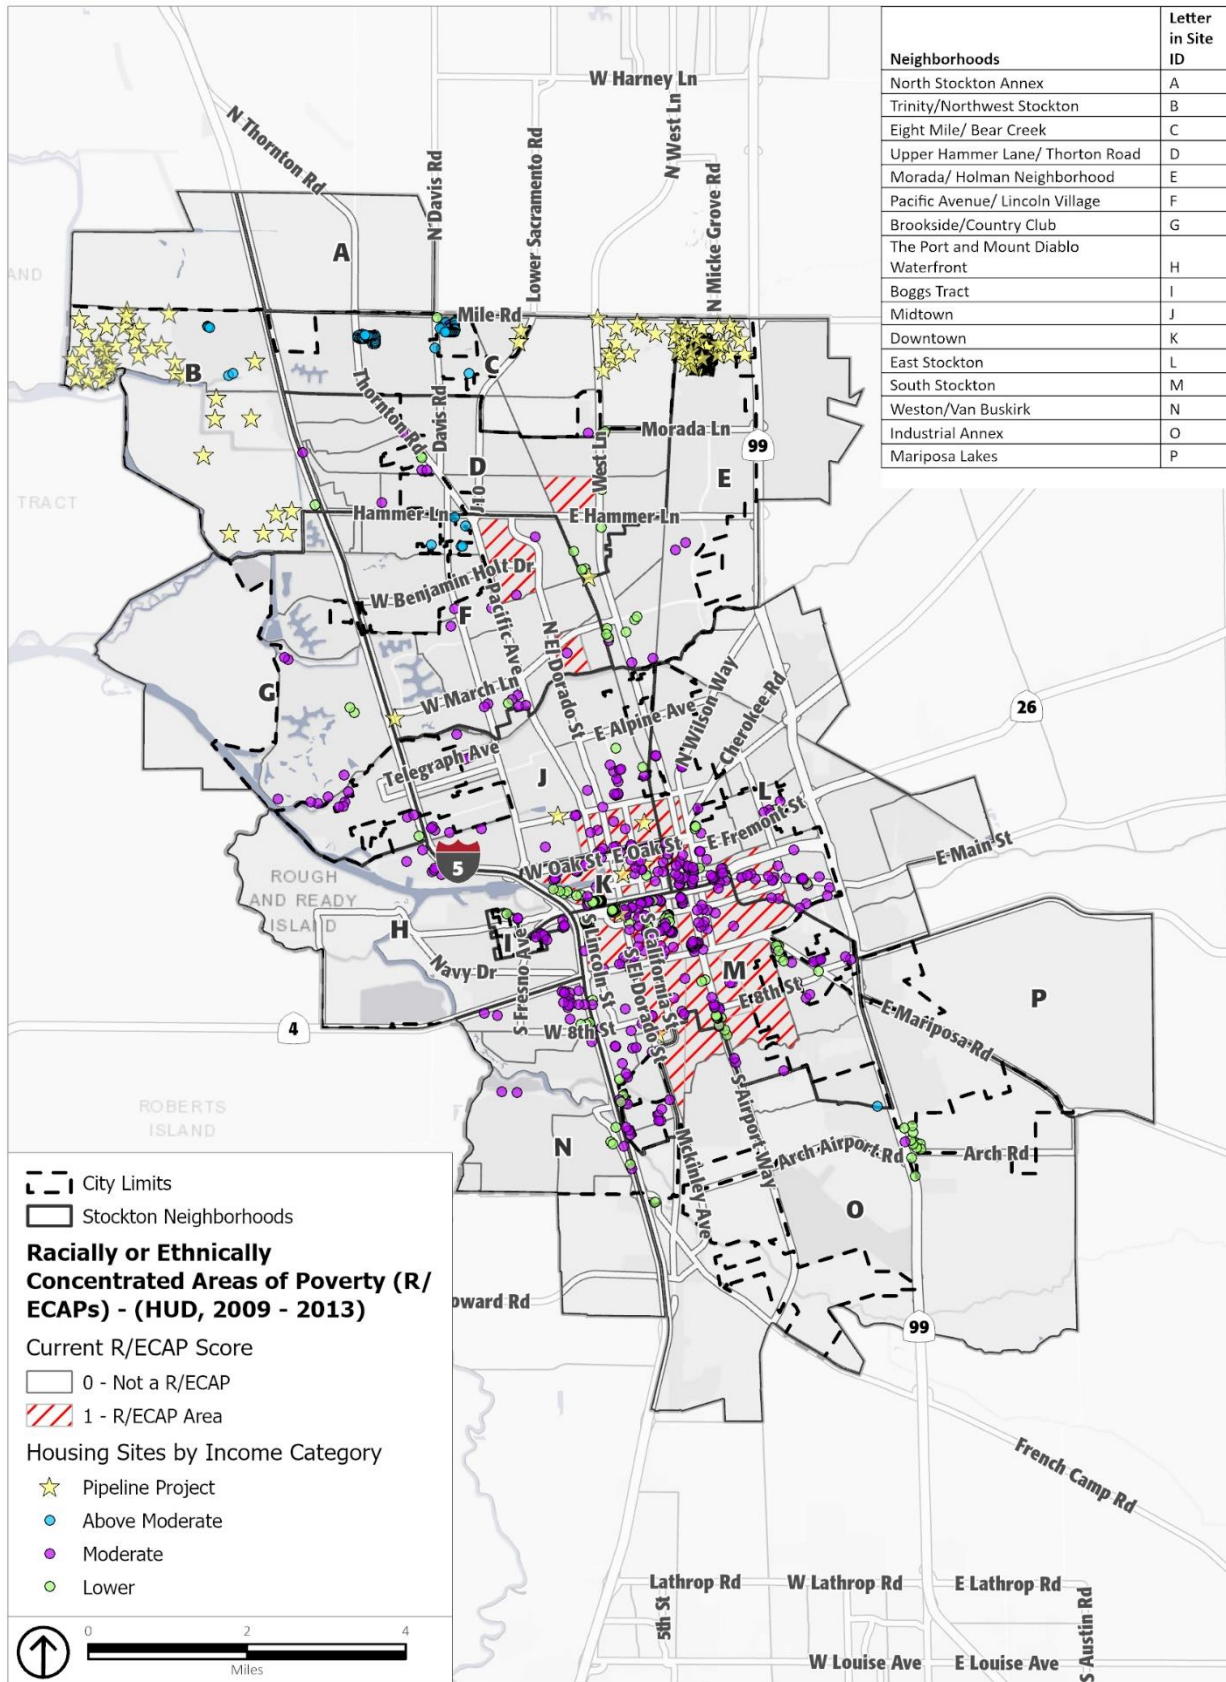 Neighborhoods
Letter
in Site
ID
North Stockton Annex A
Trinity/Northwest Stockton B
Eight Mile/ Bear Creek C
Upper Hammer Lane/ Thorton Road D
Morada/ Holman Neighborhood E
Pacific Avenue/ Lincoln Village F
Brookside/Country Club G
The Port and Mount Diablo
Waterfront H
Boggs Tract I
Midtown J
Downtown K
East Stockton L
South Stockton M
Weston/Van Buskirk N
Industrial Annex O
Mariposa Lakes P
W Harney Ln
N Thornton Rd
N Davis Rd
Lower Sacramento Rd
N West Ln
N Micke Grove Rd
A
AND
Mile Rd
B
C
Thornton Rd
Davis Rd
West Ln
Morada Ln
99
TRACT
D
J10
E
Hammer Ln
E Hammer Ln
W Benjamin Holt Dr
F
Pacific Ave
N El Dorado St
G
W March Ln
N Wilson Way
Cherokee Rd
26
E Alpine Ave
Telegraph Ave
J
L
E Fremont St
E Main St
5
W Oak St
E Oak St
K
ROUGH
AND READY
ISLAND
H
I
S Fresno Ave
Navy Dr
S Lincoln St
S El Dorado St
S California St
M
E 8th St
P
4
W 8th St
E Mariposa Rd
ROBERTS
ISLAND
N
Mckinley Ave
S Airport Way
Arch Airport Rd
Arch Rd
O
oward Rd
99
French Camp Rd
Lathrop Rd
W Lathrop Rd
E Lathrop Rd
5th St
S Austin Rd
W Louise Ave
E Louise Ave
City Limits
Stockton Neighborhoods
Racially or Ethnically
Concentrated Areas of Poverty (R/
ECAPs) - (HUD, 2009 - 2013)
Current R/ECAP Score
0 - Not a R/ECAP
1 - R/ECAP Area
Housing Sites by Income Category
Pipeline Project
Above Moderate
Moderate
Lower
0 2 4
Miles